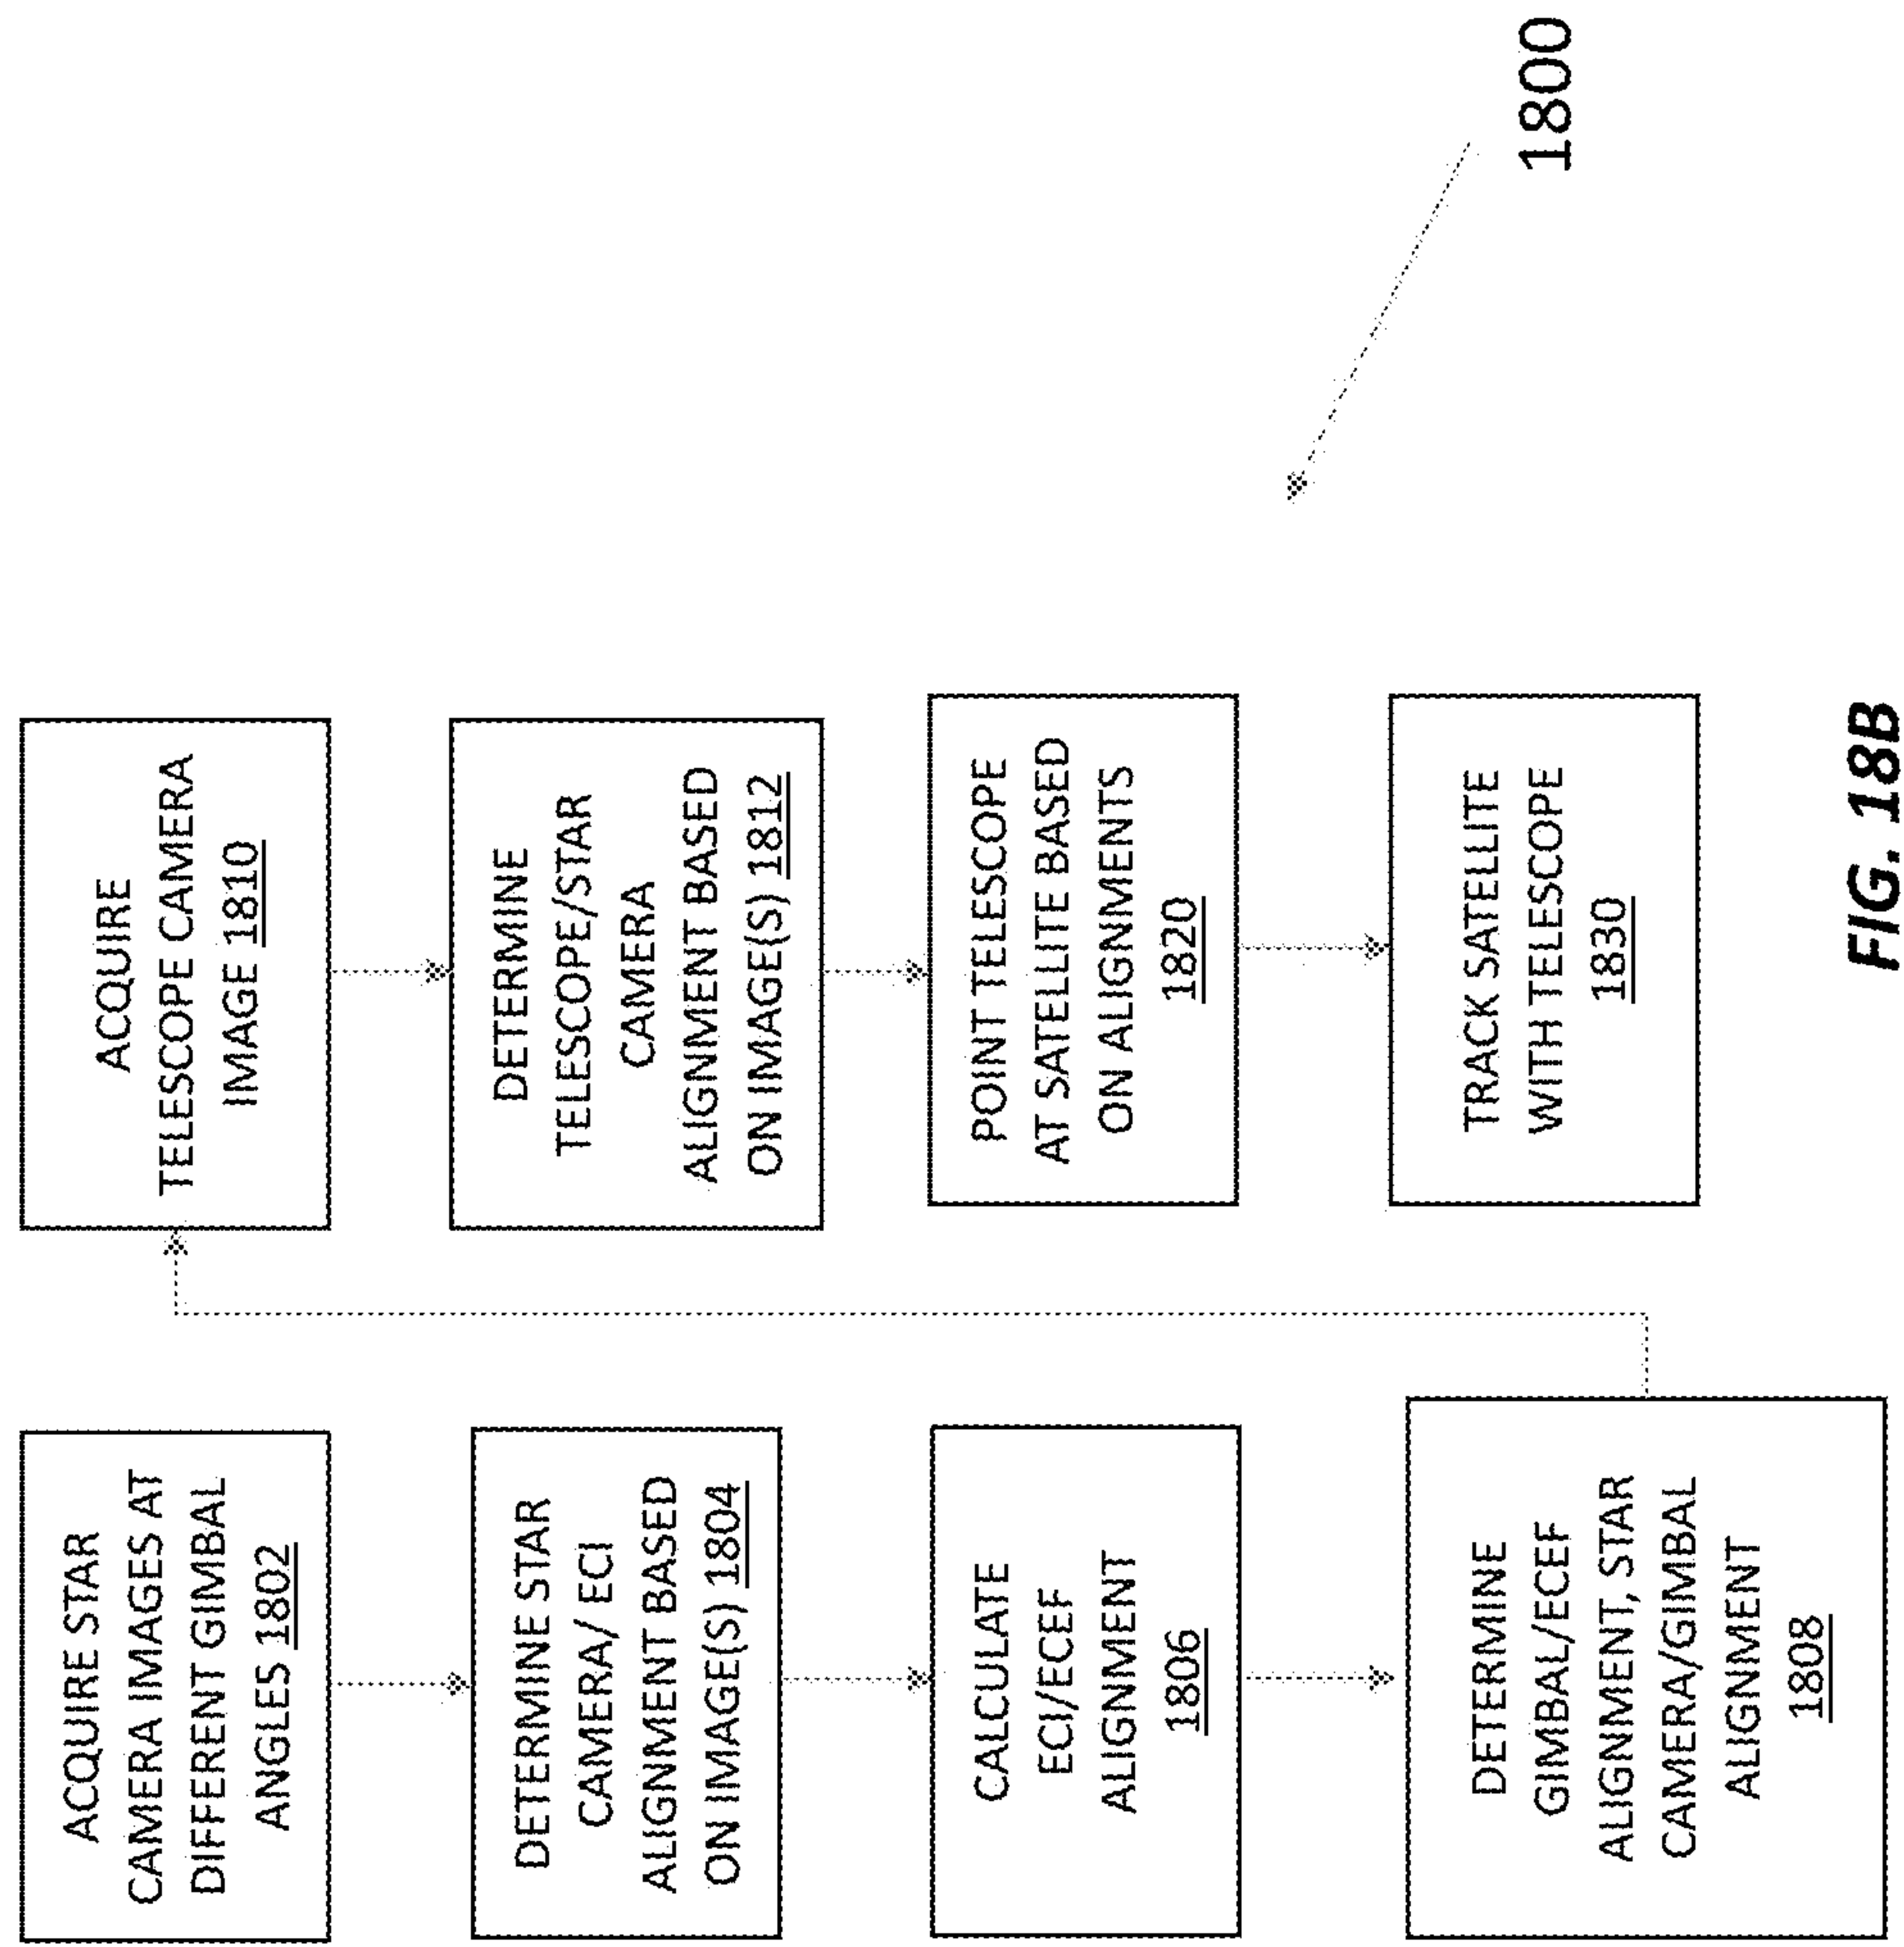 ACQUIRE STAR
CAMERA IMAGES AT
DIFFERENT GIMBAL
ANGLES 1802
DETERMINE STAR
CAMERA/ ECI
ALIGNMENT BASED
ON IMAGE(S) 1804
CALCULATE
ECI/ECEF
ALIGNMENT
1806
DETERMINE
GIMBAL/ECEF
ALIGNMENT, STAR
CAMERA/GIMBAL
ALIGNMENT
1808
ACQUIRE
TELESCOPE CAMERA
IMAGE 1810
DETERMINE
TELESCOPE/STAR
CAMERA
ALIGNMENT BASED
ON IMAGE(S) 1812
POINT TELESCOPE
AT SATELLITE BASED
ON ALIGNMENTS
1820
TRACK SATELLITE
WITH TELESCOPE
1830
1800
FIG. 18B